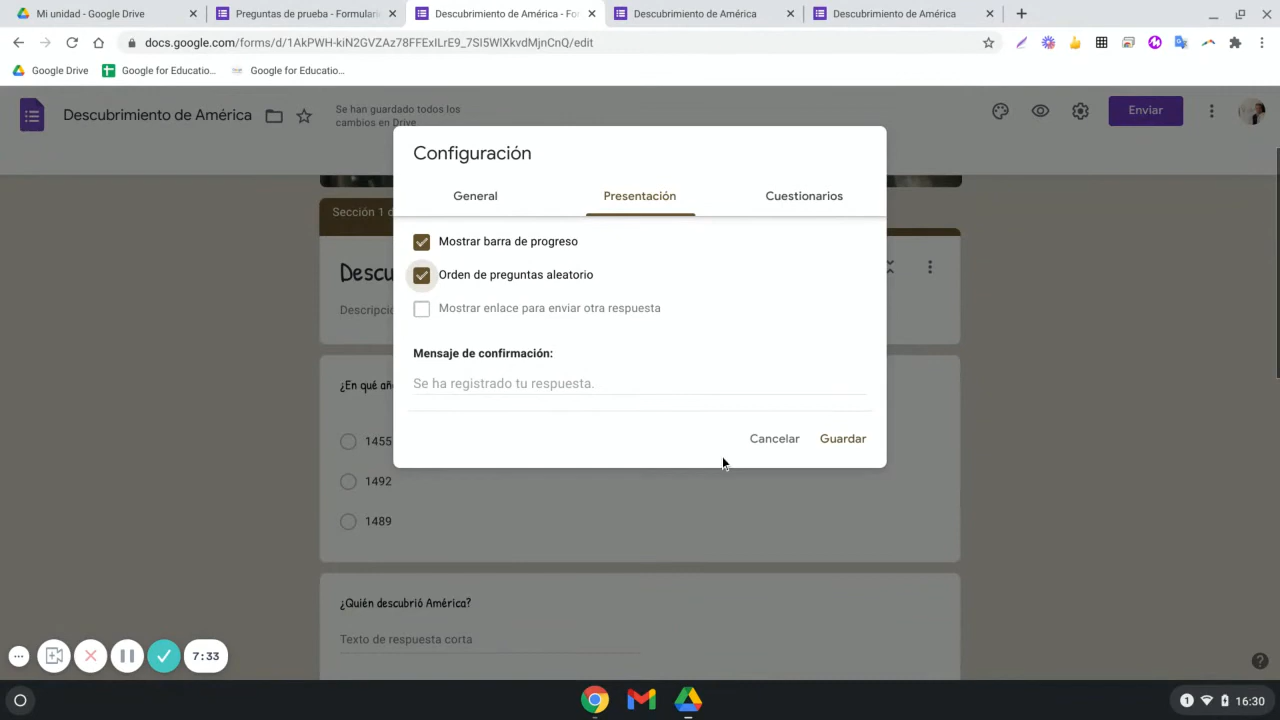 Mi unidad - Google Drive
Preguntas de prueba - Formulari
Descubrimiento de América - For
Descubrimiento de América
Descubrimiento de América
docs.google.com/forms/d/1AkPWH-kiN2GVZAz78FFExILrE9_7SI5WlXkvdMjnCnQ/edit
Google Drive
Google for Educatio...
Google for Educatio...
Descubrimiento de América
Se han guardado todos los
cambios en Drive
Enviar
Configuración
General
Presentación
Cuestionarios
Sección 1 d
Mostrar barra de progreso
Descu
Orden de preguntas aleatorio
Descripció
Mostrar enlace para enviar otra respuesta
Mensaje de confirmación:
¿En qué añ
Se ha registrado tu respuesta.
Cancelar
Guardar
1455
1492
1489
¿Quién descubrió América?
Texto de respuesta corta
7:33
1
16:30